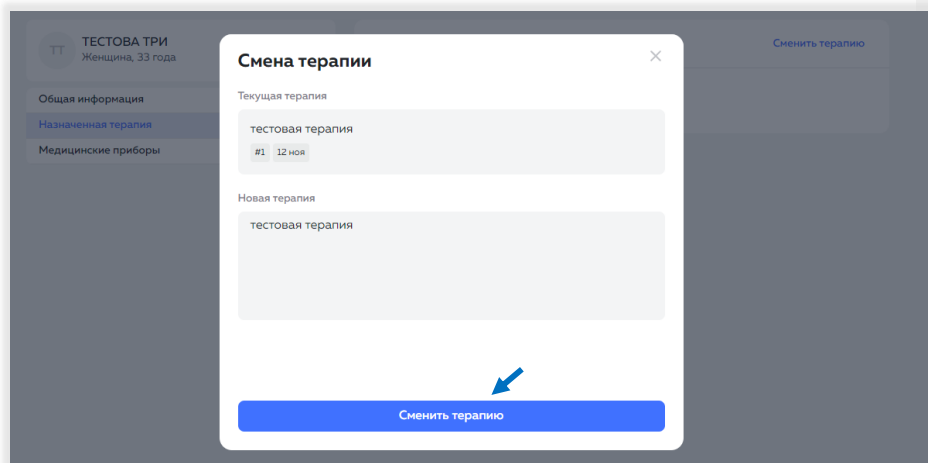 ТТ
ТЕСТОВА ТРИ
Женщина, 33 года
Общая информация
Назначенная терапия
Медицинские приборы
Сменить терапию
Смена терапии
Текущая терапия
тестовая терапия
#1 12 ноя
Новая терапия
тестовая терапия
Сменить терапию